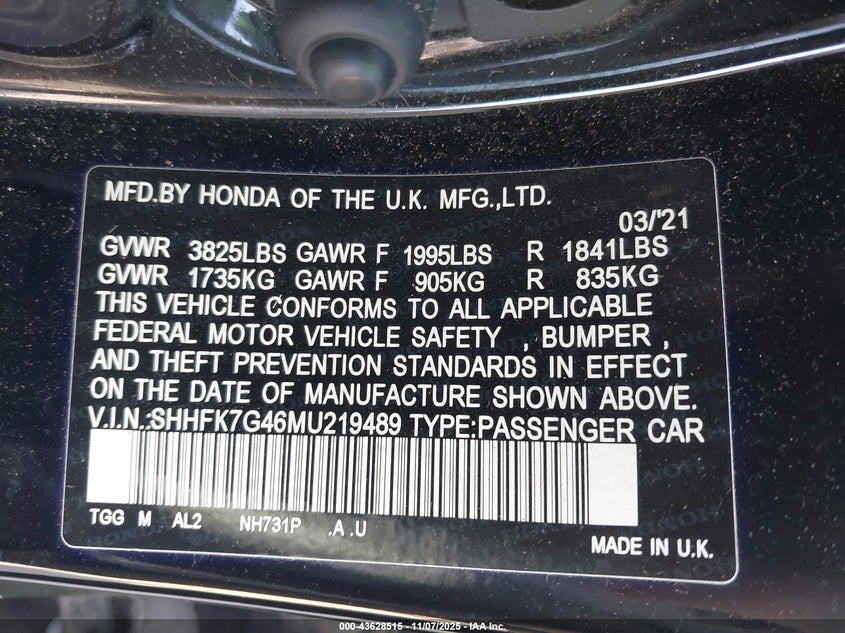 MFD.BY HONDA OF THE U.K. MFG.,LTD.
03/'21
GVWR 3825LBS GAWR F 1995LBS R 1841LBS
GVWR 1735KG GAWR F 905KG R 835KG
THIS VEHICLE CONFORMS TO ALL APPLICABLE
FEDERAL MOTOR VEHICLE SAFETY , BUMPER ,
AND THEFT PREVENTION STANDARDS IN EFFECT
ON THE DATE OF MANUFACTURE SHOWN ABOVE.
V.I.N.:SHHFK7G46MU219489 TYPE:PASSENGER CAR
TGG M AL2 NH731P .A .U
MADE IN U.K.
000-43628515 - 11/07/2025 - IAA Inc.